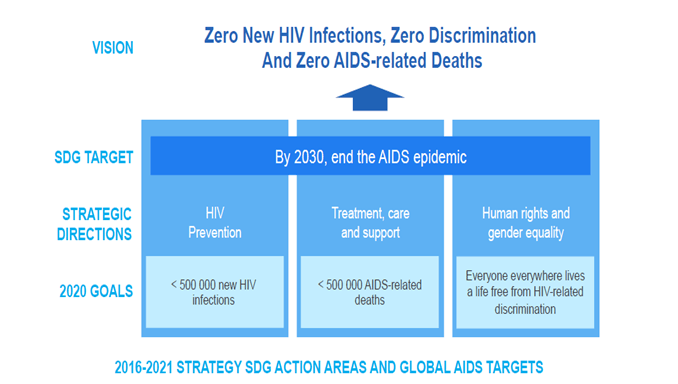 VISION
Zero New HIV Infections, Zero Discrimination
And Zero AIDS-related Deaths
SDG TARGET
By 2030, end the AIDS epidemic
STRATEGIC
DIRECTIONS
HIV
Prevention
Treatment, care
and support
Human rights and
gender equality
2020 GOALS
< 500 000 new HIV
infections
< 500 000 AIDS-related
deaths
Everyone everywhere lives
a life free from HIV-related
discrimination
2016-2021 STRATEGY SDG ACTION AREAS AND GLOBAL AIDS TARGETS